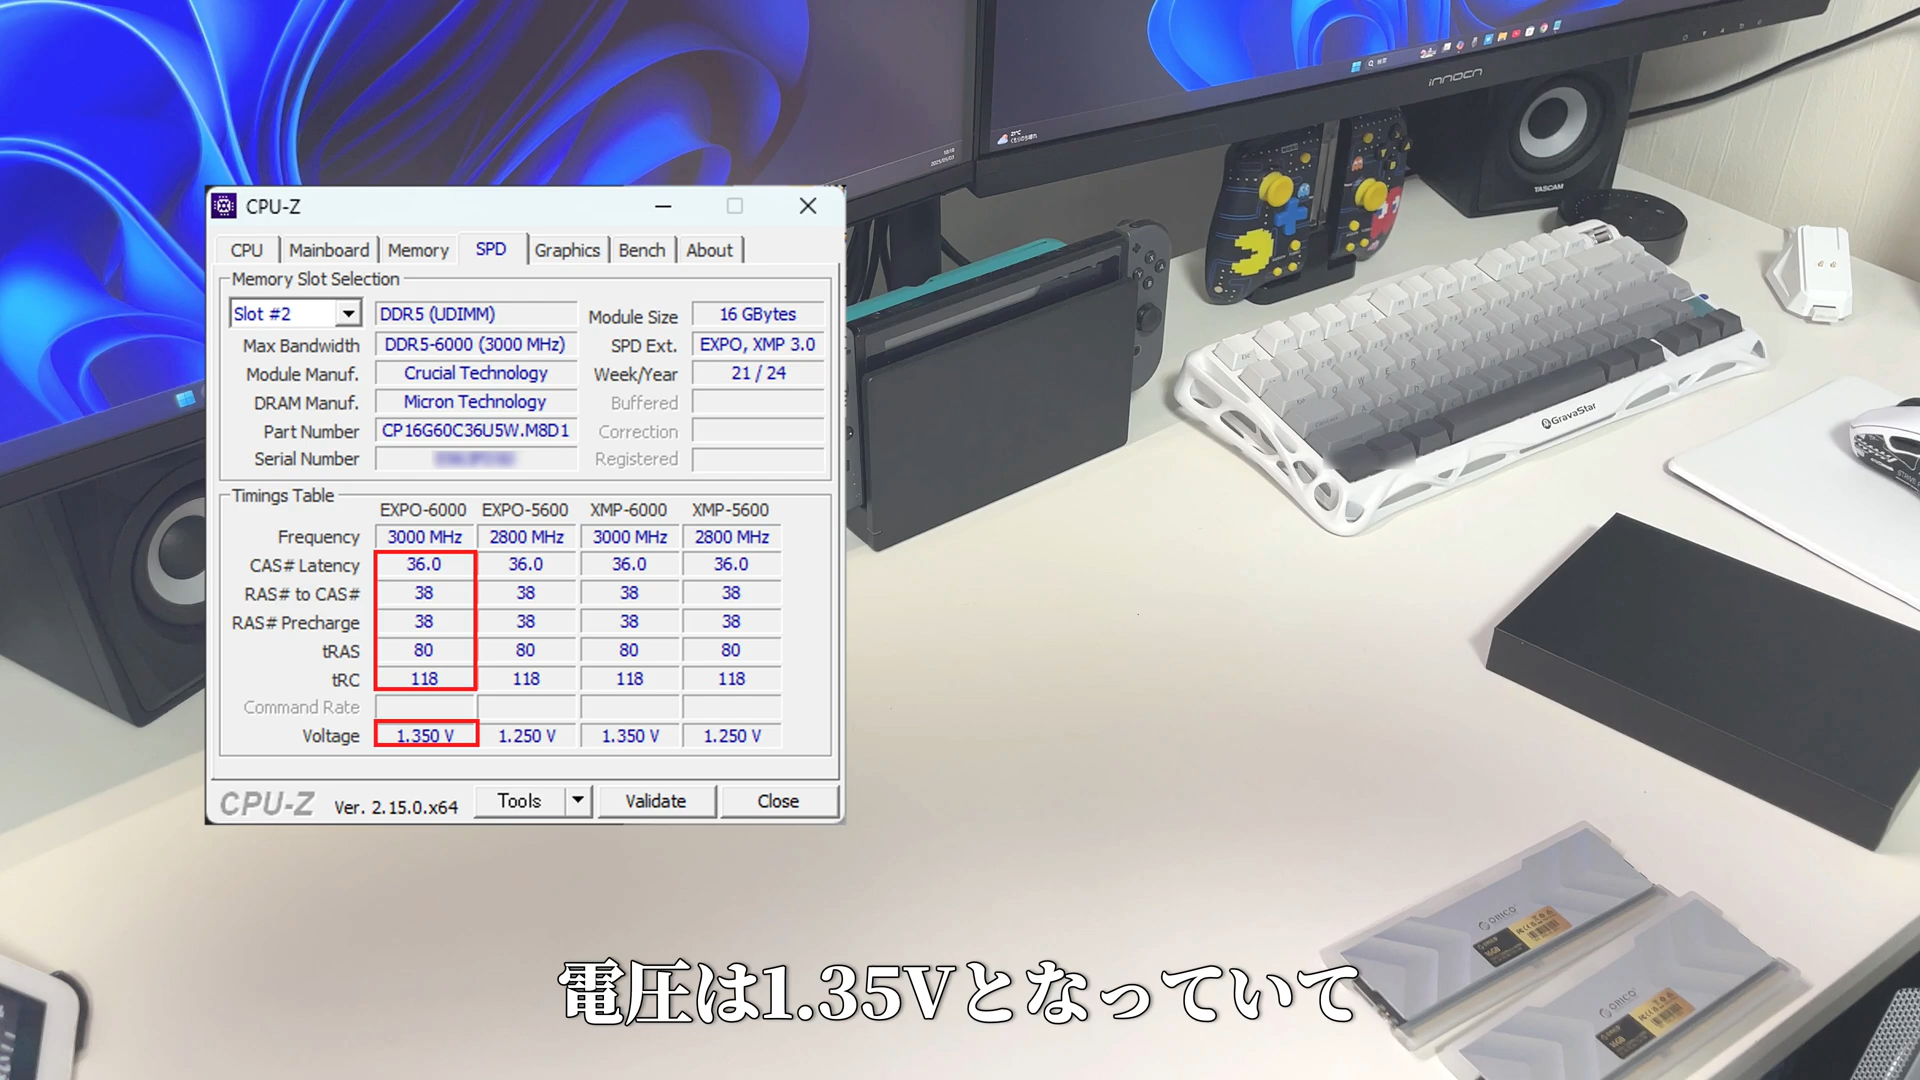 innocn
TASCAM
21°C
CPU-Z
CPU Mainboard Memory SPD Graphics Bench About
Memory Slot Selection
Slot #2 DDR5 (UDIMM) Module Size 16 GBytes
Max Bandwidth DDR5-6000 (3000 MHz) SPD Ext. EXPO, XMP 3.0
Module Manuf. Crucial Technology Week/Year 21 / 24
DRAM Manuf. Micron Technology Buffered
Part Number CP16G60C36U5W.M8D1 Correction
Serial Number Registered
Timings Table
EXPO-6000 EXPO-5600 XMP-6000 XMP-5600
Frequency 3000 MHz 2800 MHz 3000 MHz 2800 MHz
CAS# Latency 36.0 36.0 36.0 36.0
RAS# to CAS# 38 38 38 38
RAS# Precharge 38 38 38 38
tRAS 80 80 80 80
tRC 118 118 118 118
Command Rate
Voltage 1.350 V 1.250 V 1.350 V 1.250 V
CPU-Z Ver. 2.15.0.x64 Tools Validate Close
GravaStar
ORICO
ORICO
電圧は1.35Vとなっていて